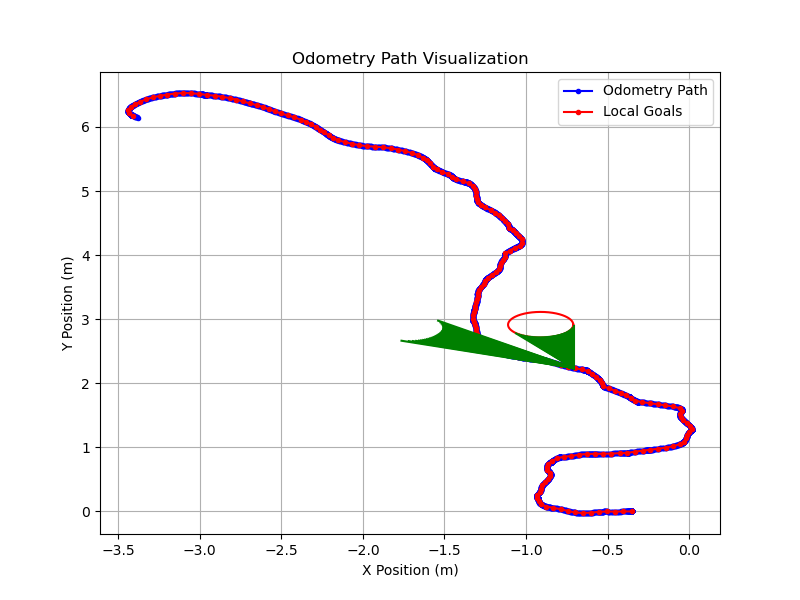 Odometry Path Visualization
Odometry Path
Local Goals
Y Position (m)
6
5
4
3
2
1
0
−3.5 −3.0 −2.5 −2.0 −1.5 −1.0 −0.5 0.0
X Position (m)